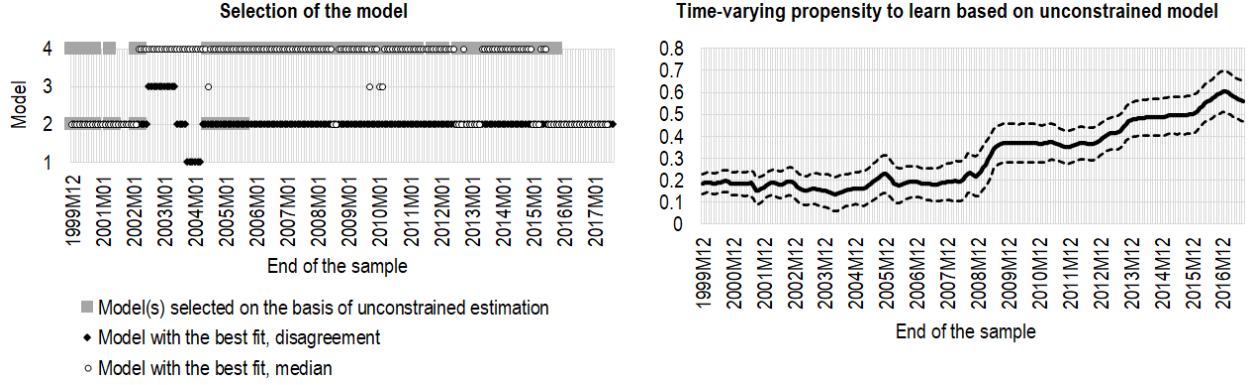 Selection of the model
4
3
2
1
Model
1999M12
2001M01
2002M01
2003M01
2004M01
2005M01
2006M01
2007M01
2008M01
2009M01
2010M01
2011M01
2012M01
2013M01
2014M01
2015M01
2016M01
2017M01
End of the sample
Model(s) selected on the basis of unconstrained estimation
Model with the best fit, disagreement
Model with the best fit, median
Time-varying propensity to learn based on unconstrained model
0.8
0.7
0.6
0.5
0.4
0.3
0.2
0.1
0
1999M12
2000M12
2001M12
2002M12
2003M12
2004M12
2005M12
2006M12
2007M12
2008M12
2009M12
2010M12
2011M12
2012M12
2013M12
2014M12
2015M12
2016M12
End of the sample